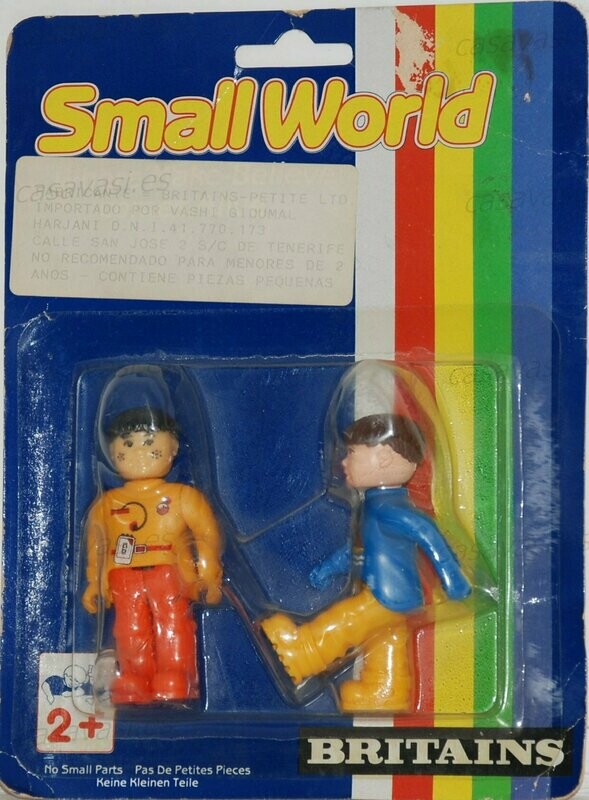 Small World
casavasi.es
FABRICANTE - BRITAINS-PETITE LTD
IMPORTADO POR VASHI GIDUMAL
HARJANI D.N.I.41.770.173
CALLE SAN JOSE 2 S/C DE TENERIFE
NO RECOMENDADO PARA MENORES DE 2
AÑOS - CONTIENE PIEZAS PEQUEÑAS
2+
BRITAINS
No Small Parts Pas De Petites Pieces
Keine Kleinen Teile